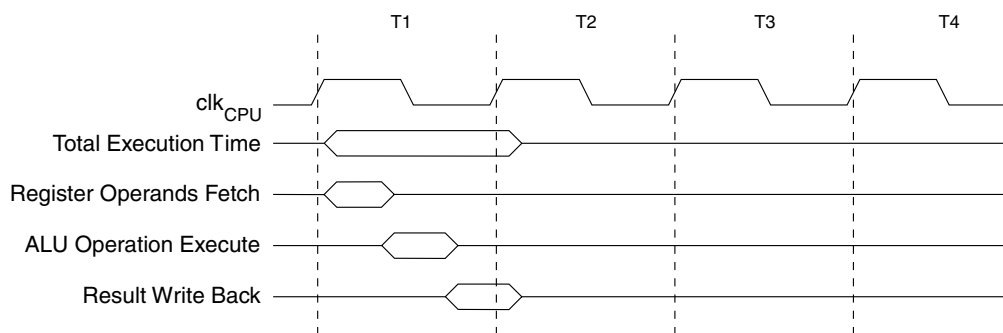 T1 T2 T3 T4
clkCPU
Total Execution Time
Register Operands Fetch
ALU Operation Execute
Result Write Back